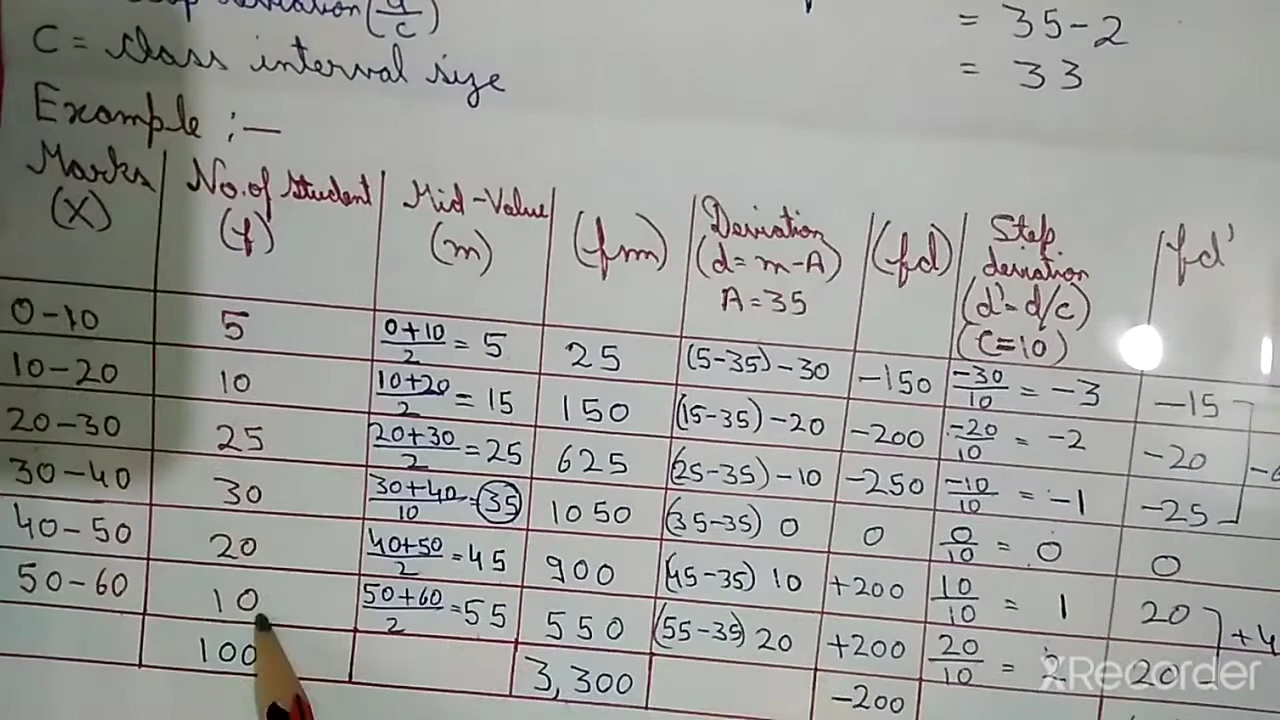 deviation (d/c)
= 35-2
C = class interval size
= 33
Example :—
Marks (X) | No. of Student (f) | Mid-Value (m) | (fm) | Deviation (d=m-A) A=35 | (fd) | Step deviation (d'=d/c) (C=10) | fd'
0-10 | 5 | 0+10/2 = 5 | 25 | (5-35) -30 | -150 | -30/10 = -3 | -15
10-20 | 10 | 10+20/2 = 15 | 150 | (15-35) -20 | -200 | -20/10 = -2 | -20
20-30 | 25 | 20+30/2 = 25 | 625 | (25-35) -10 | -250 | -10/10 = -1 | -25
30-40 | 30 | 30+40/10 = 35 | 1050 | (35-35) 0 | 0 | 0/10 = 0 | 0
40-50 | 20 | 40+50/2 = 45 | 900 | (45-35) 10 | +200 | 10/10 = 1 | 20
50-60 | 10 | 50+60/2 = 55 | 550 | (55-35) 20 | +200 | 20/10 = 2 | 20
100 | 3,300 | -200
XRecorder